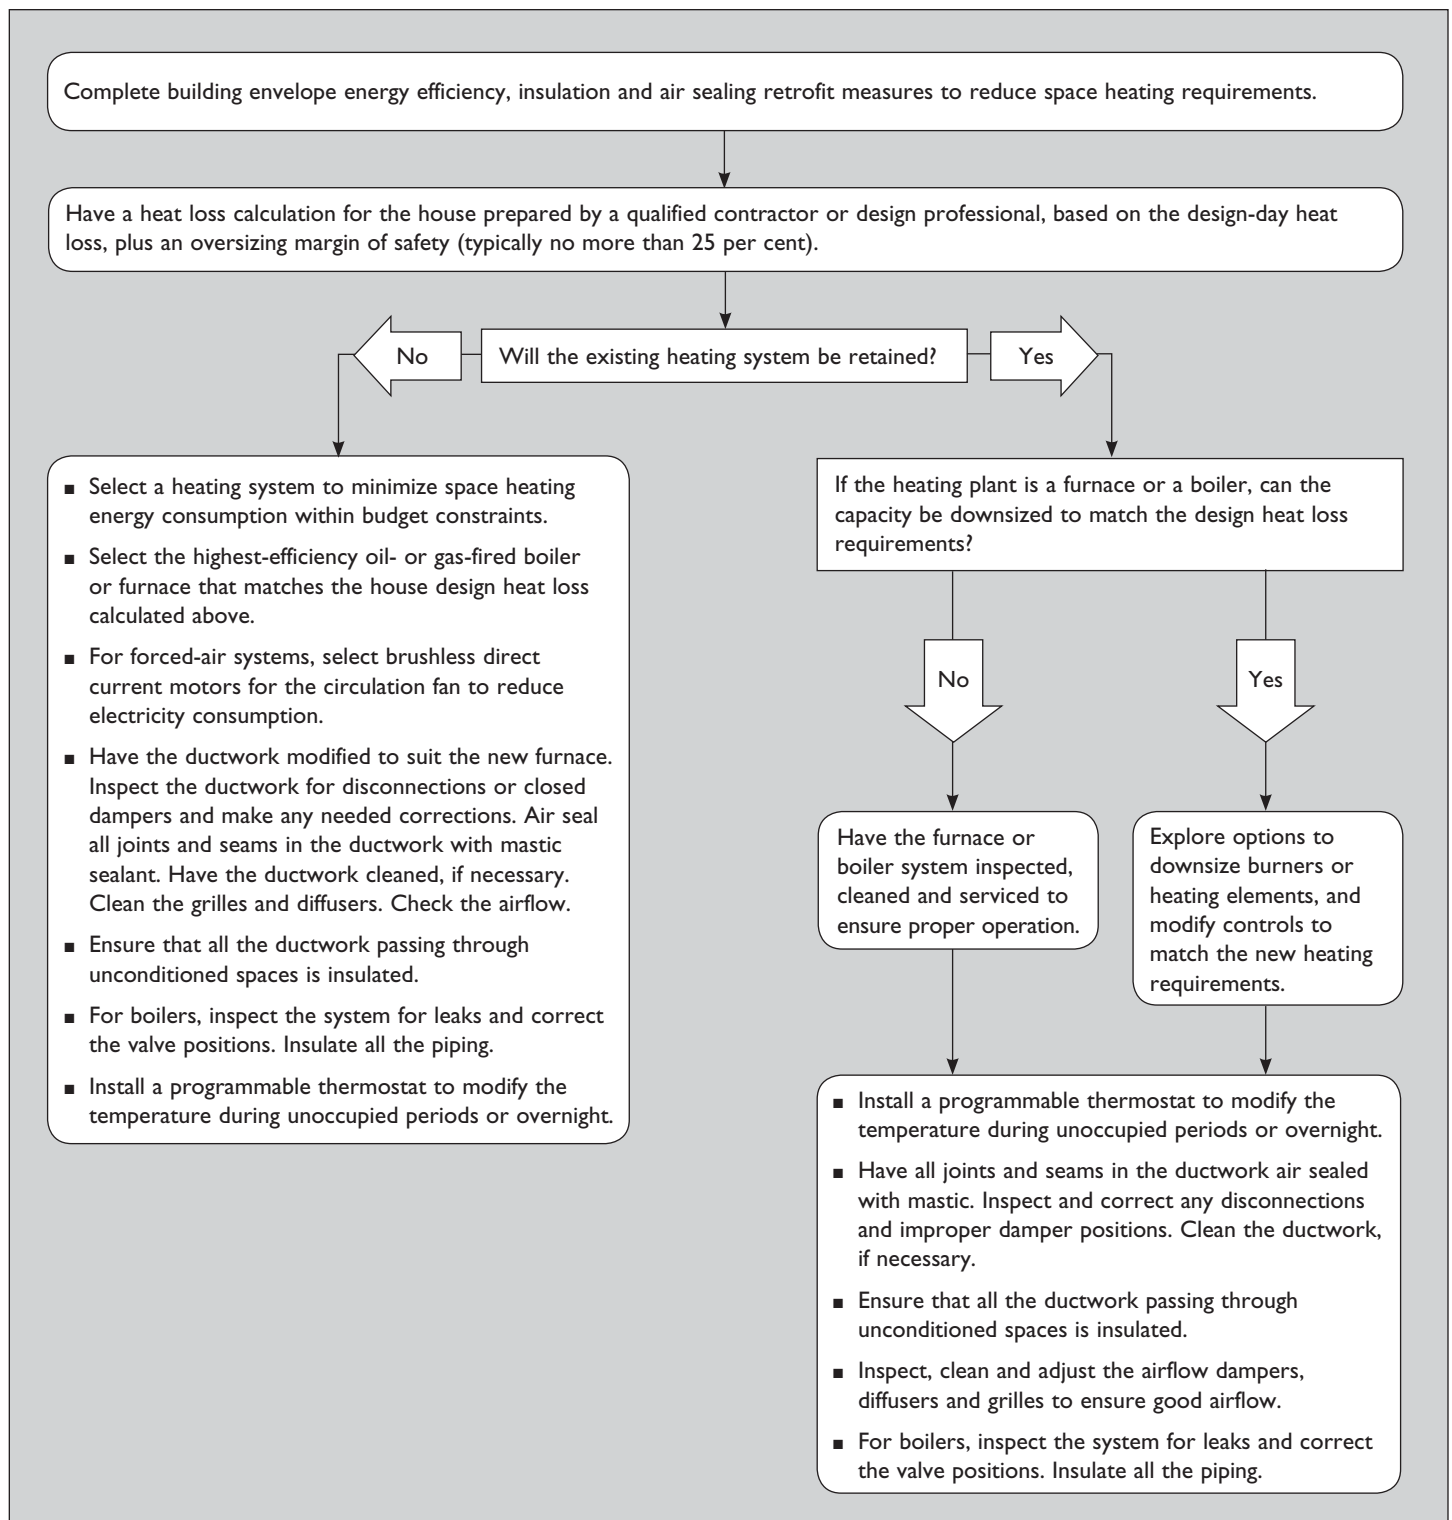 Complete building envelope energy efficiency, insulation and air sealing retrofit measures to reduce space heating requirements.
Have a heat loss calculation for the house prepared by a qualified contractor or design professional, based on the design-day heat
loss, plus an oversizing margin of safety (typically no more than 25 per cent).
No
Will the existing heating system be retained?
Yes
■ Select a heating system to minimize space heating
energy consumption within budget constraints.
■ Select the highest-efficiency oil- or gas-fired boiler
or furnace that matches the house design heat loss
calculated above.
■ For forced-air systems, select brushless direct
current motors for the circulation fan to reduce
electricity consumption.
■ Have the ductwork modified to suit the new furnace.
Inspect the ductwork for disconnections or closed
dampers and make any needed corrections. Air seal
all joints and seams in the ductwork with mastic
sealant. Have the ductwork cleaned, if necessary.
Clean the grilles and diffusers. Check the airflow.
■ Ensure that all the ductwork passing through
unconditioned spaces is insulated.
■ For boilers, inspect the system for leaks and correct
the valve positions. Insulate all the piping.
■ Install a programmable thermostat to modify the
temperature during unoccupied periods or overnight.
If the heating plant is a furnace or a boiler, can the
capacity be downsized to match the design heat loss
requirements?
No
Yes
Have the furnace or
boiler system inspected,
cleaned and serviced to
ensure proper operation.
Explore options to
downsize burners or
heating elements, and
modify controls to
match the new heating
requirements.
■ Install a programmable thermostat to modify the
temperature during unoccupied periods or overnight.
■ Have all joints and seams in the ductwork air sealed
with mastic. Inspect and correct any disconnections
and improper damper positions. Clean the ductwork,
if necessary.
■ Ensure that all the ductwork passing through
unconditioned spaces is insulated.
■ Inspect, clean and adjust the airflow dampers,
diffusers and grilles to ensure good airflow.
■ For boilers, inspect the system for leaks and correct
the valve positions. Insulate all the piping.